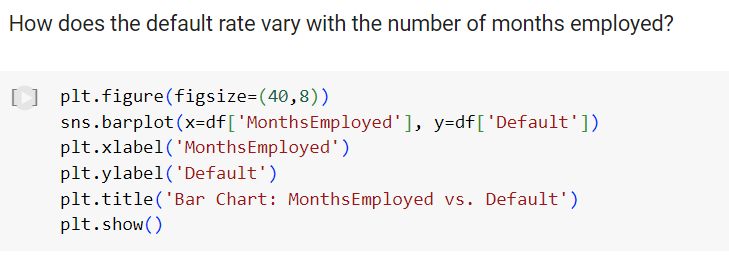 How does the default rate vary with the number of months employed?
[ ] plt.figure(figsize=(40,8))
sns.barplot(x=df['MonthsEmployed'], y=df['Default'])
plt.xlabel('MonthsEmployed')
plt.ylabel('Default')
plt.title('Bar Chart: MonthsEmployed vs. Default')
plt.show()